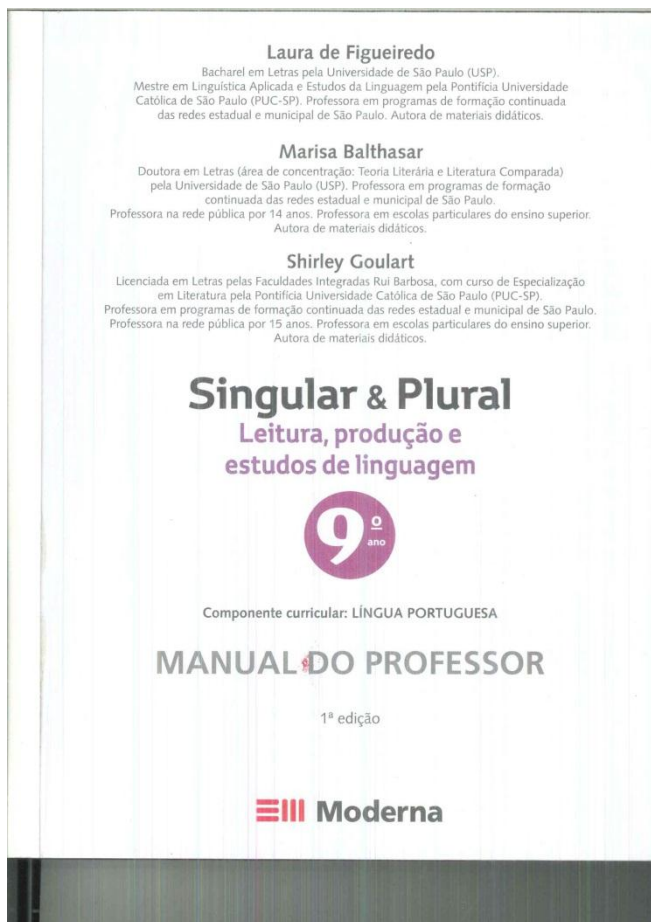 Laura de Figueiredo
Bacharel em Letras pela Universidade de São Paulo (USP).
Mestre em Linguística Aplicada e Estudos da Linguagem pela Pontifícia Universidade
Católica de São Paulo (PUC-SP). Professora em programas de formação continuada
das redes estadual e municipal de São Paulo. Autora de materiais didáticos.
Marisa Balthasar
Doutora em Letras (área de concentração: Teoria Literária e Literatura Comparada)
pela Universidade de São Paulo (USP). Professora em programas de formação
continuada das redes estadual e municipal de São Paulo.
Professora na rede pública por 14 anos. Professora em escolas particulares do ensino superior.
Autora de materiais didáticos.
Shirley Goulart
Licenciada em Letras pelas Faculdades Integradas Rui Barbosa, com curso de Especialização
em Literatura pela Pontifícia Universidade Católica de São Paulo (PUC-SP).
Professora em programas de formação continuada das redes estadual e municipal de São Paulo.
Professora na rede pública por 15 anos. Professora em escolas particulares do ensino superior.
Autora de materiais didáticos.
Singular & Plural
Leitura, produção e
estudos de linguagem
9º
ano
Componente curricular: LÍNGUA PORTUGUESA
MANUAL DO PROFESSOR
1ª edição
Moderna